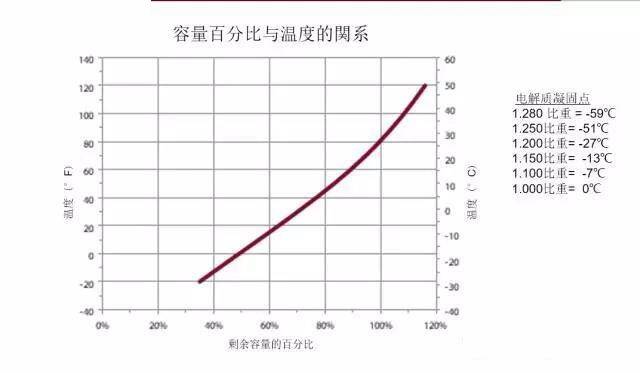 容量百分比与温度的関系
140
120
100
80
60
40
20
0
-20
-40
温度(°F)
60
50
40
30
20
10
0
-10
-20
-30
-40
温度(°C)
0%
20%
40%
60%
80%
100%
120%
剩余容量的百分比
电解质凝固点
1.280 比重 = -59℃
1.250比重= -51℃
1.200比重= -27℃
1.150比重= -13℃
1.100比重= -7℃
1.000比重= 0℃